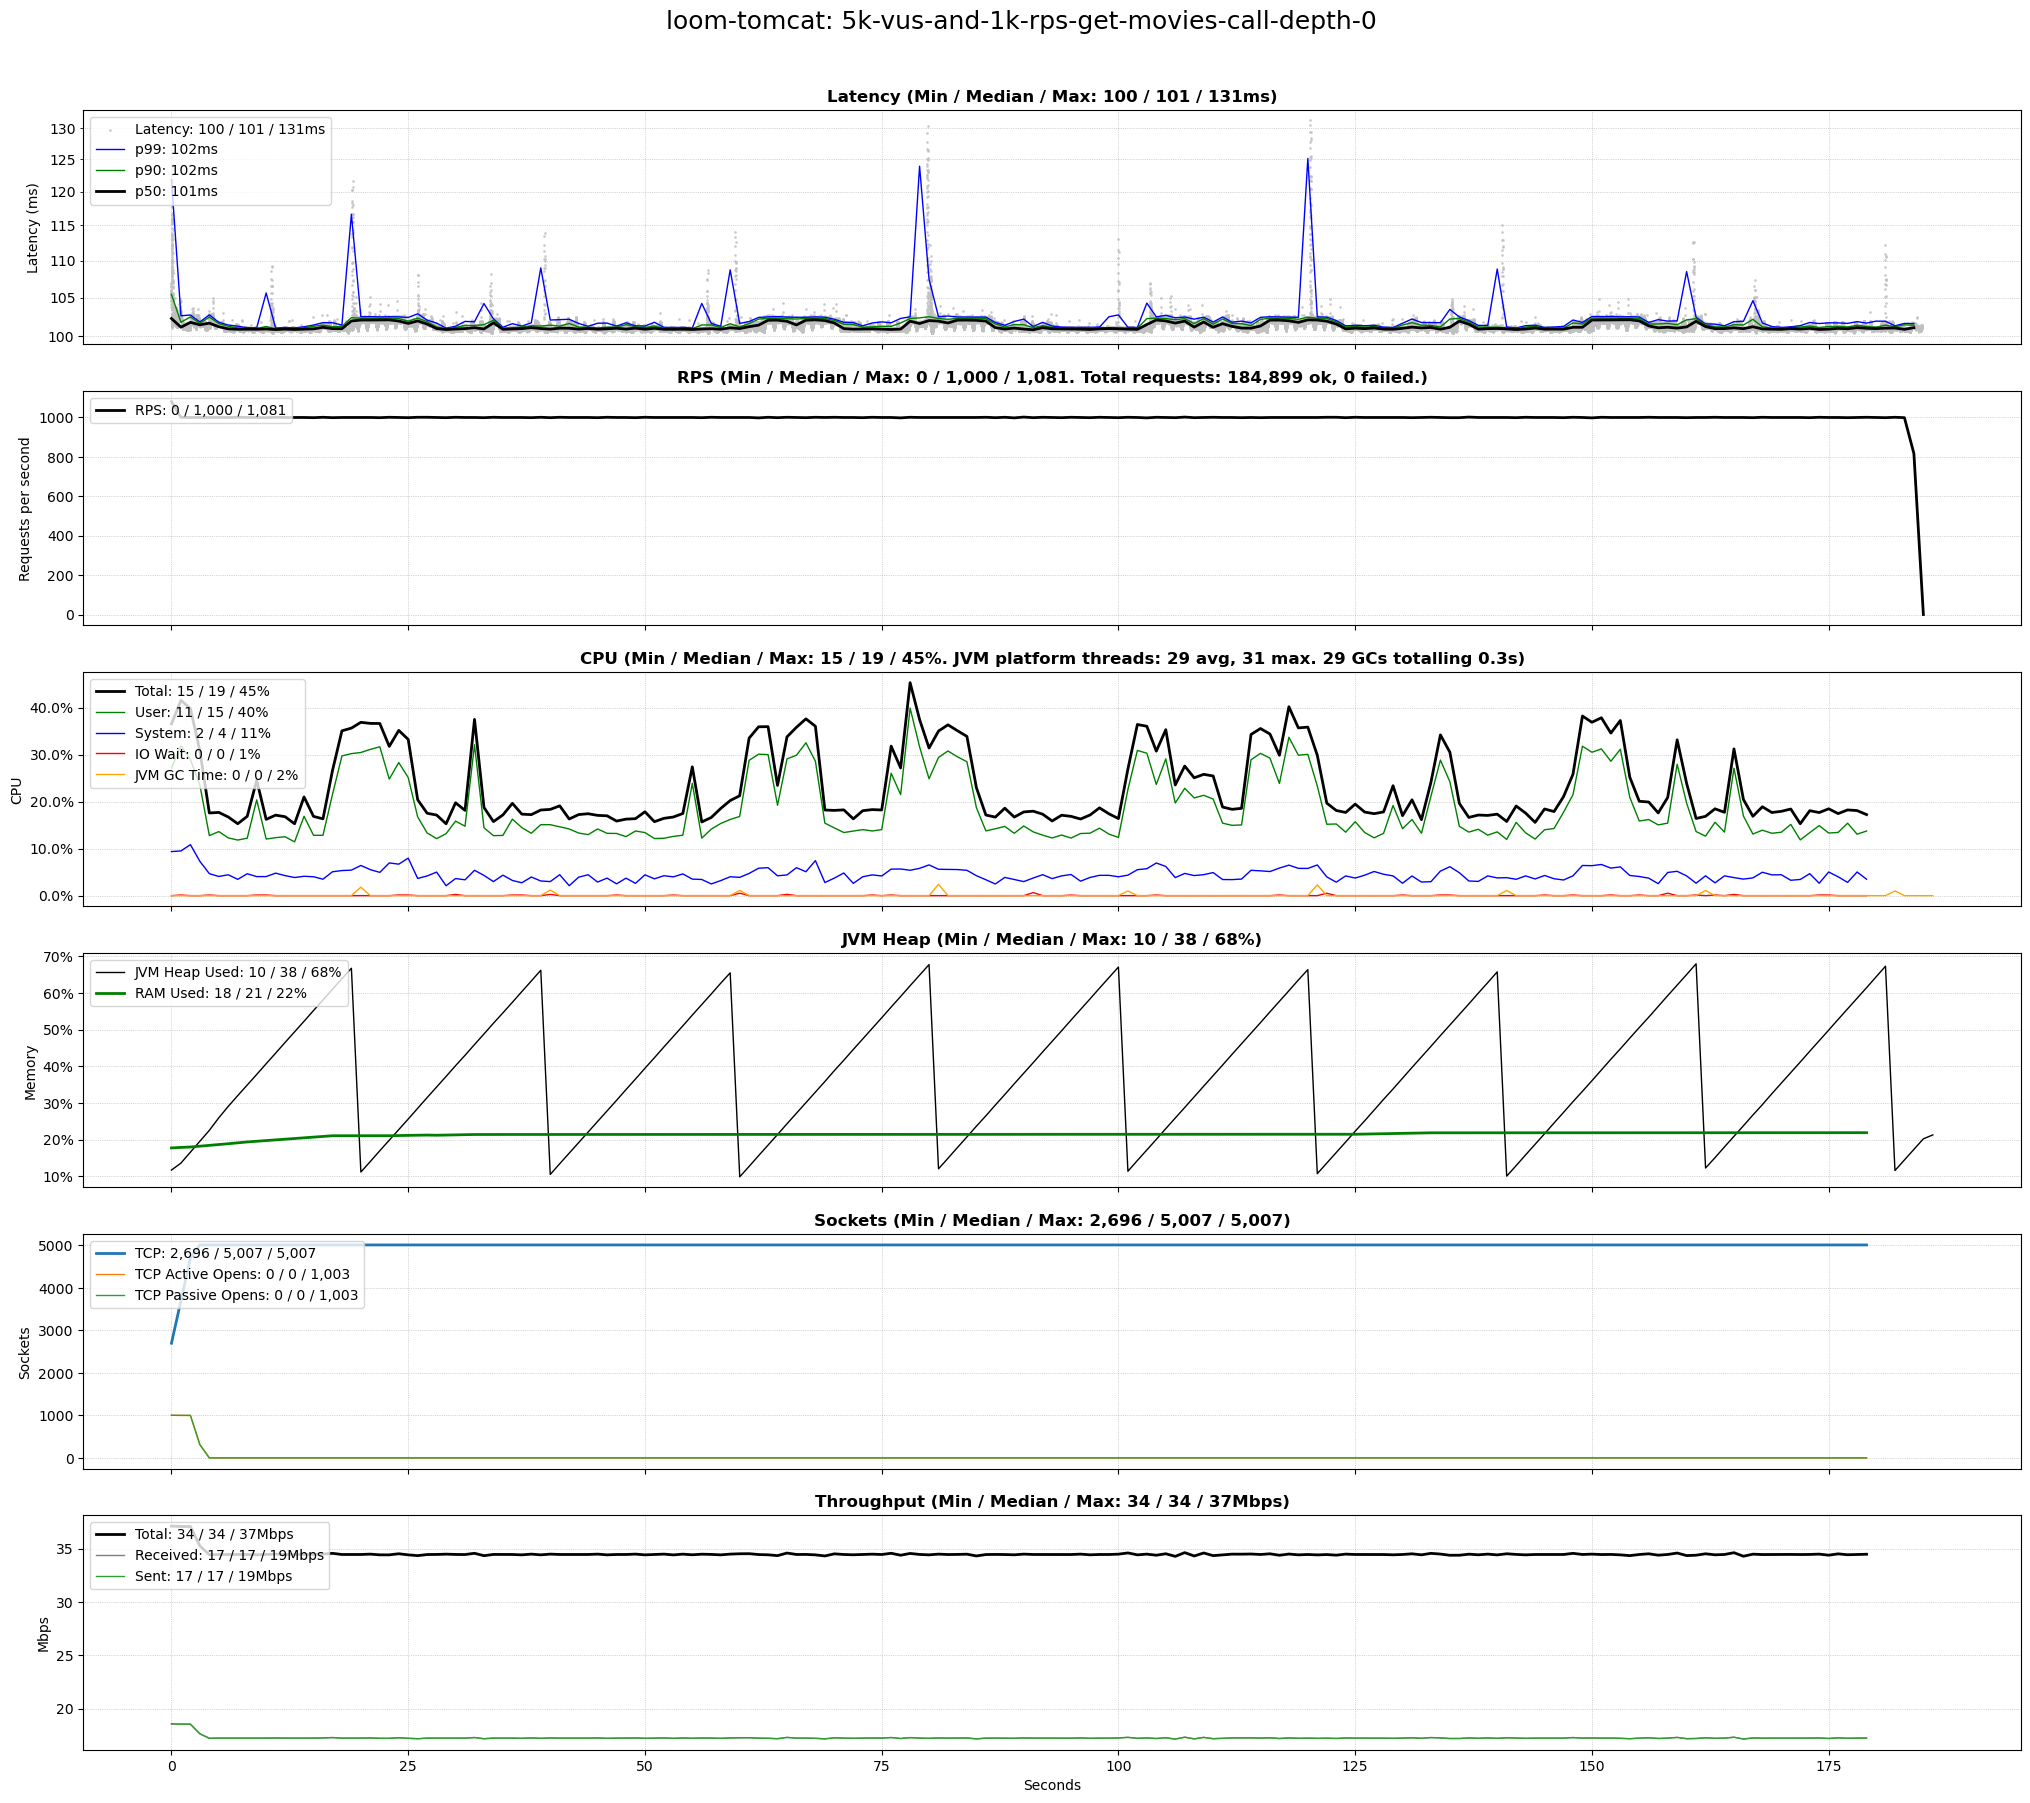 loom-tomcat: 5k-vus-and-1k-rps-get-movies-call-depth-0
Latency (Min / Median / Max: 100 / 101 / 131ms)
Latency: 100 / 101 / 131ms
p99: 102ms
p90: 102ms
p50: 101ms
Latency (ms)
130
125
120
115
110
105
100
RPS (Min / Median / Max: 0 / 1,000 / 1,081. Total requests: 184,899 ok, 0 failed.)
RPS: 0 / 1,000 / 1,081
Requests per second
1000
800
600
400
200
0
CPU (Min / Median / Max: 15 / 19 / 45%. JVM platform threads: 29 avg, 31 max. 29 GCs totalling 0.3s)
Total: 15 / 19 / 45%
User: 11 / 15 / 40%
System: 2 / 4 / 11%
IO Wait: 0 / 0 / 1%
JVM GC Time: 0 / 0 / 2%
CPU
40.0%
30.0%
20.0%
10.0%
0.0%
JVM Heap (Min / Median / Max: 10 / 38 / 68%)
JVM Heap Used: 10 / 38 / 68%
RAM Used: 18 / 21 / 22%
Memory
70%
60%
50%
40%
30%
20%
10%
Sockets (Min / Median / Max: 2,696 / 5,007 / 5,007)
TCP: 2,696 / 5,007 / 5,007
TCP Active Opens: 0 / 0 / 1,003
TCP Passive Opens: 0 / 0 / 1,003
Sockets
5000
4000
3000
2000
1000
0
Throughput (Min / Median / Max: 34 / 34 / 37Mbps)
Total: 34 / 34 / 37Mbps
Received: 17 / 17 / 19Mbps
Sent: 17 / 17 / 19Mbps
Mbps
35
30
25
20
0 25 50 75 100 125 150 175
Seconds